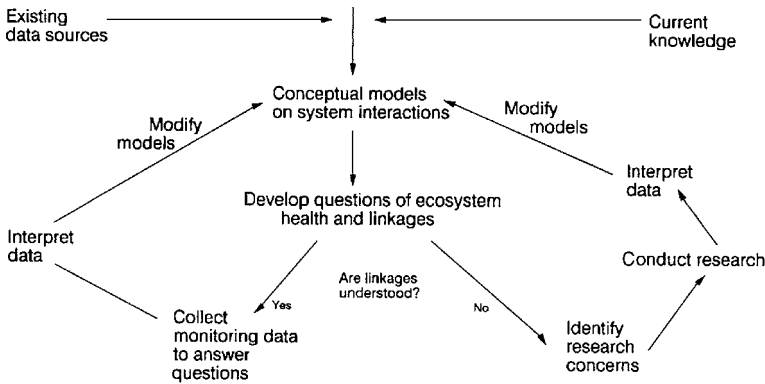 Existing
data sources
Current
knowledge
Conceptual models
on system interactions
Modify
models
Modify
models
Interpret
data
Develop questions of ecosystem
health and linkages
Interpret
data
Conduct research
Are linkages
understood?
Yes
No
Collect
monitoring data
to answer
questions
Identify
research
concerns